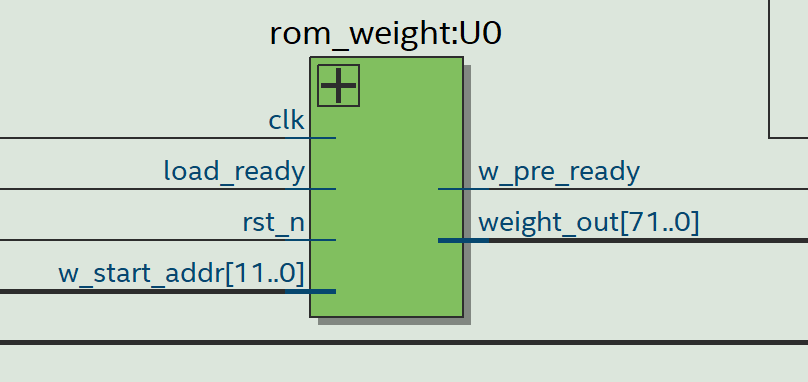 rom_weight:U0
clk
load_ready
w_pre_ready
rst_n
weight_out[71..0]
w_start_addr[11..0]